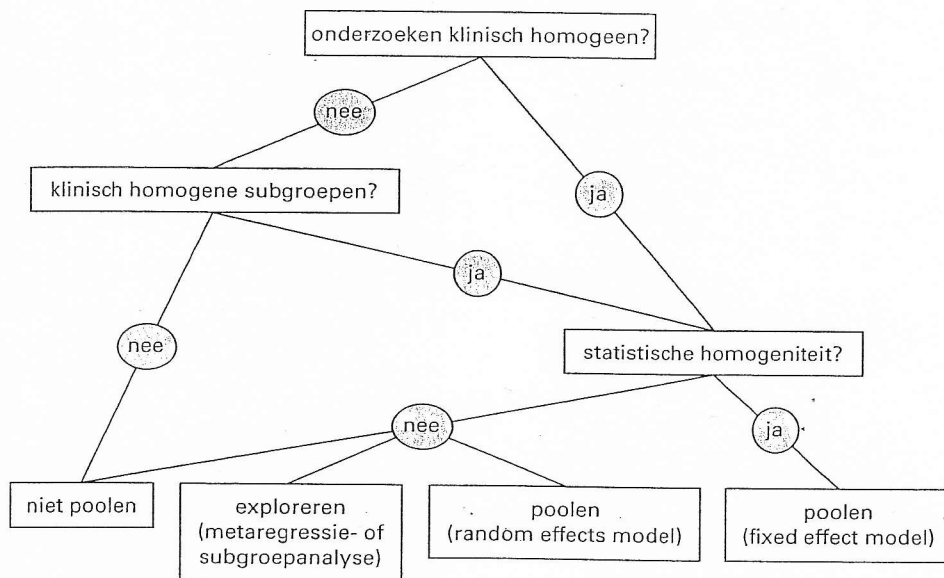 onderzoeken klinisch homogeen?
nee
klinisch homogene subgroepen?
ja
ja
nee
statistische homogeniteit?
nee
ja
niet poolen
exploreren
(metaregressie- of
subgroepanalyse)
poolen
(random effects model)
poolen
(fixed effect model)